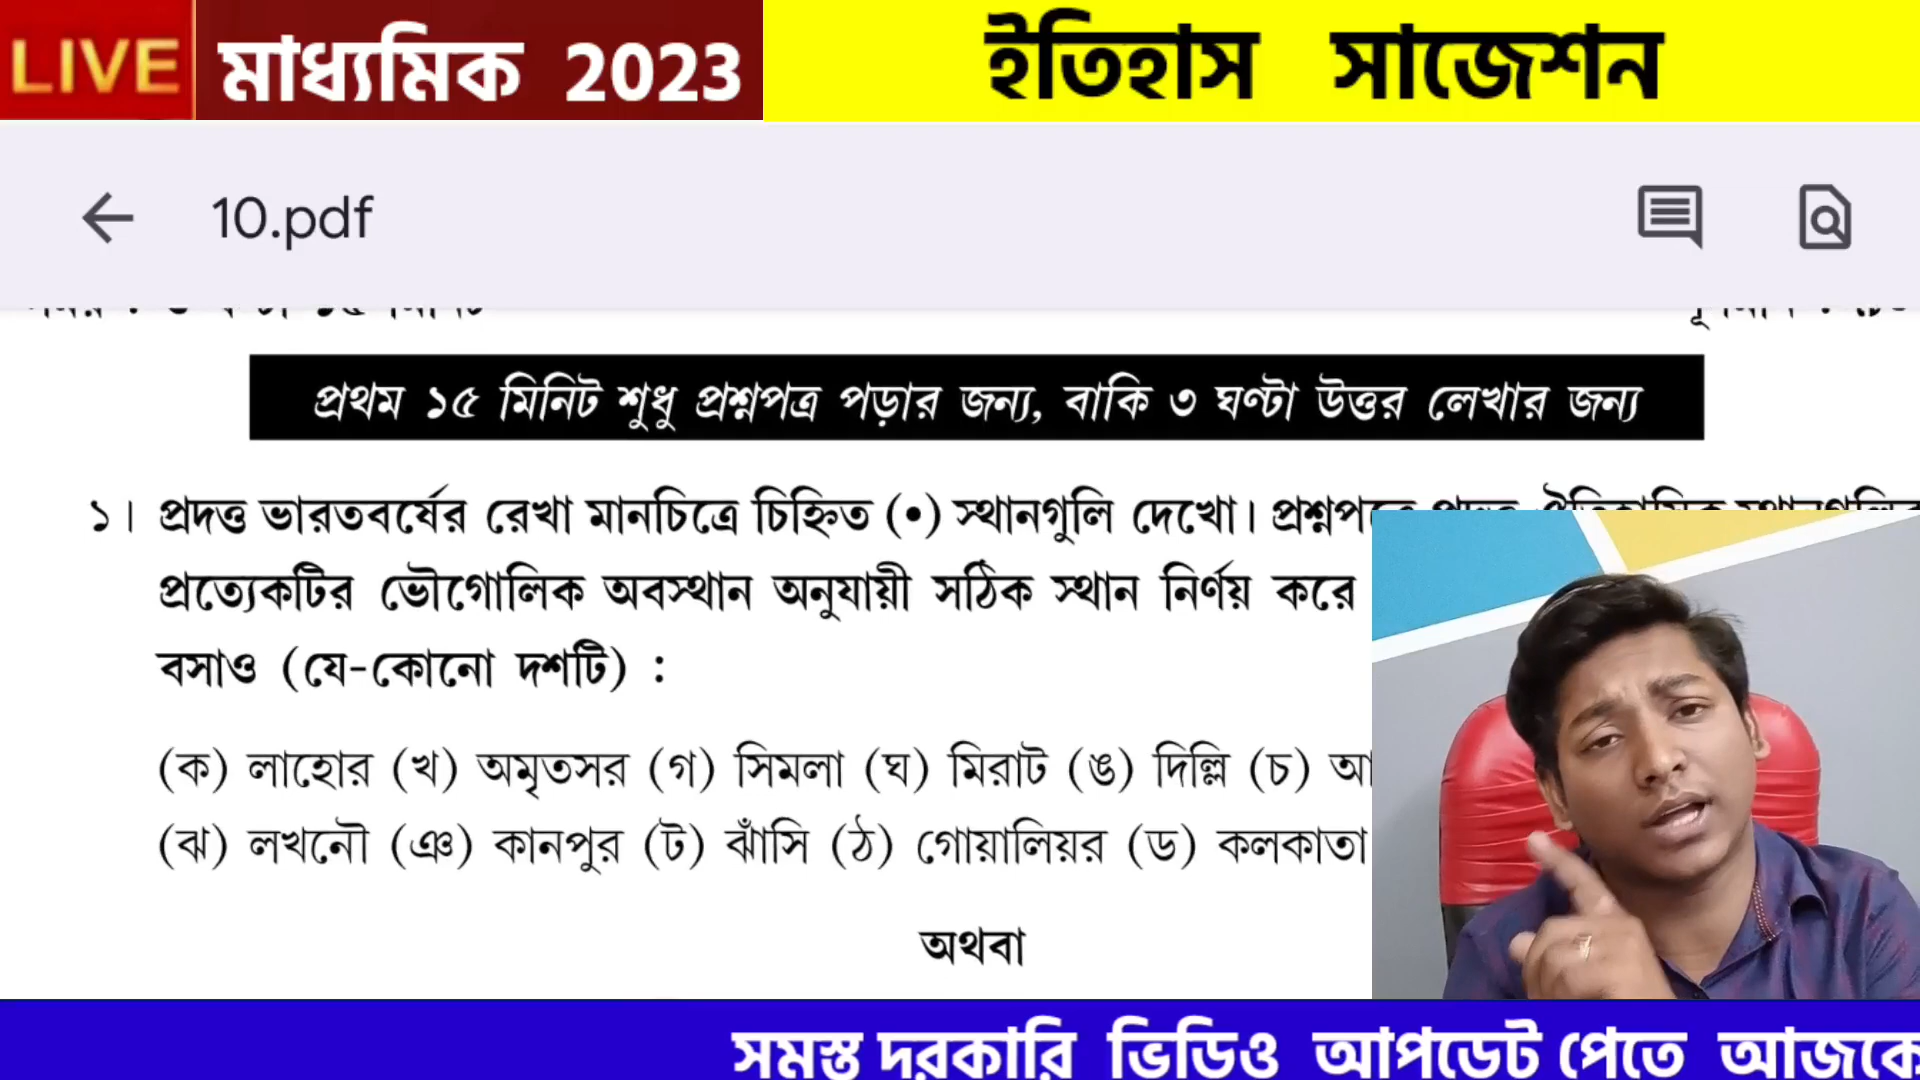 LIVE মাধ্যমিক 2023 ইতিহাস সাজেশন
10.pdf
প্রথম ১৫ মিনিট শুধু প্রশ্নপত্র পড়ার জন্য, বাকি ৩ ঘণ্টা উত্তর লেখার জন্য
১। প্রদত্ত ভারতবর্ষের রেখা মানচিত্রে চিহ্নিত (•) স্থানগুলি দেখো।
প্রত্যেকটির ভৌগোলিক অবস্থান অনুযায়ী সঠিক স্থান নির্ণয় করে
বসাও (যে-কোনো দশটি) :
(ক) লাহোর (খ) অমৃতসর (গ) সিমলা (ঘ) মিরাট (ঙ) দিল্লি (চ)
(ঝ) লখনৌ (ঞ) কানপুর (ট) ঝাঁসি (ঠ) গোয়ালিয়র (ড) কলকাতা
অথবা
সমস্ত দরকারি ভিডিও আপডেট পেতে আজকে